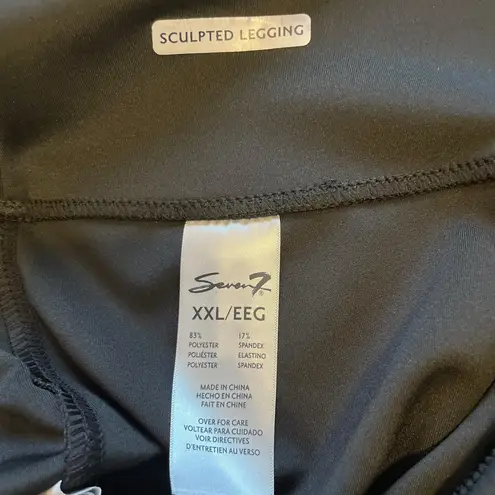 SCULPTED LEGGING
Seven7®
XXL/EEG
83% 17%
POLYESTER SPANDEX
POLIÉSTER ELASTINO
POLYESTER SPANDEX
MADE IN CHINA
HECHO EN CHINA
FAIT EN CHINE
OVER FOR CARE
VOLTEAR PARA CUIDADO
VOIR DIRECTIVES
D'ENTRETIEN AU VERSO